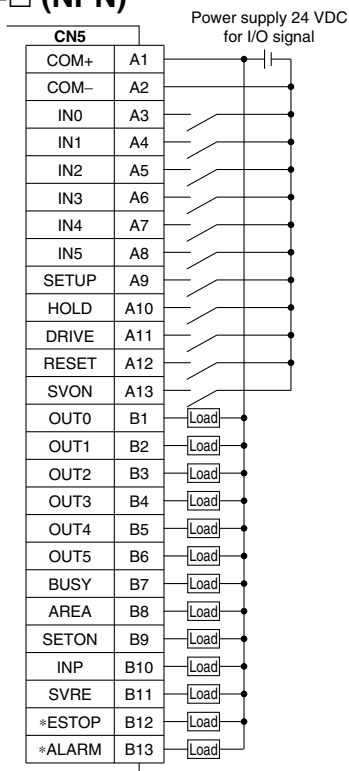 -□ (NPN)
Power supply 24 VDC
for I/O signal
CN5
COM+ A1
COM– A2
IN0 A3
IN1 A4
IN2 A5
IN3 A6
IN4 A7
IN5 A8
SETUP A9
HOLD A10
DRIVE A11
RESET A12
SVON A13
OUT0 B1 Load
OUT1 B2 Load
OUT2 B3 Load
OUT3 B4 Load
OUT4 B5 Load
OUT5 B6 Load
BUSY B7 Load
AREA B8 Load
SETON B9 Load
INP B10 Load
SVRE B11 Load
∗ESTOP B12 Load
∗ALARM B13 Load